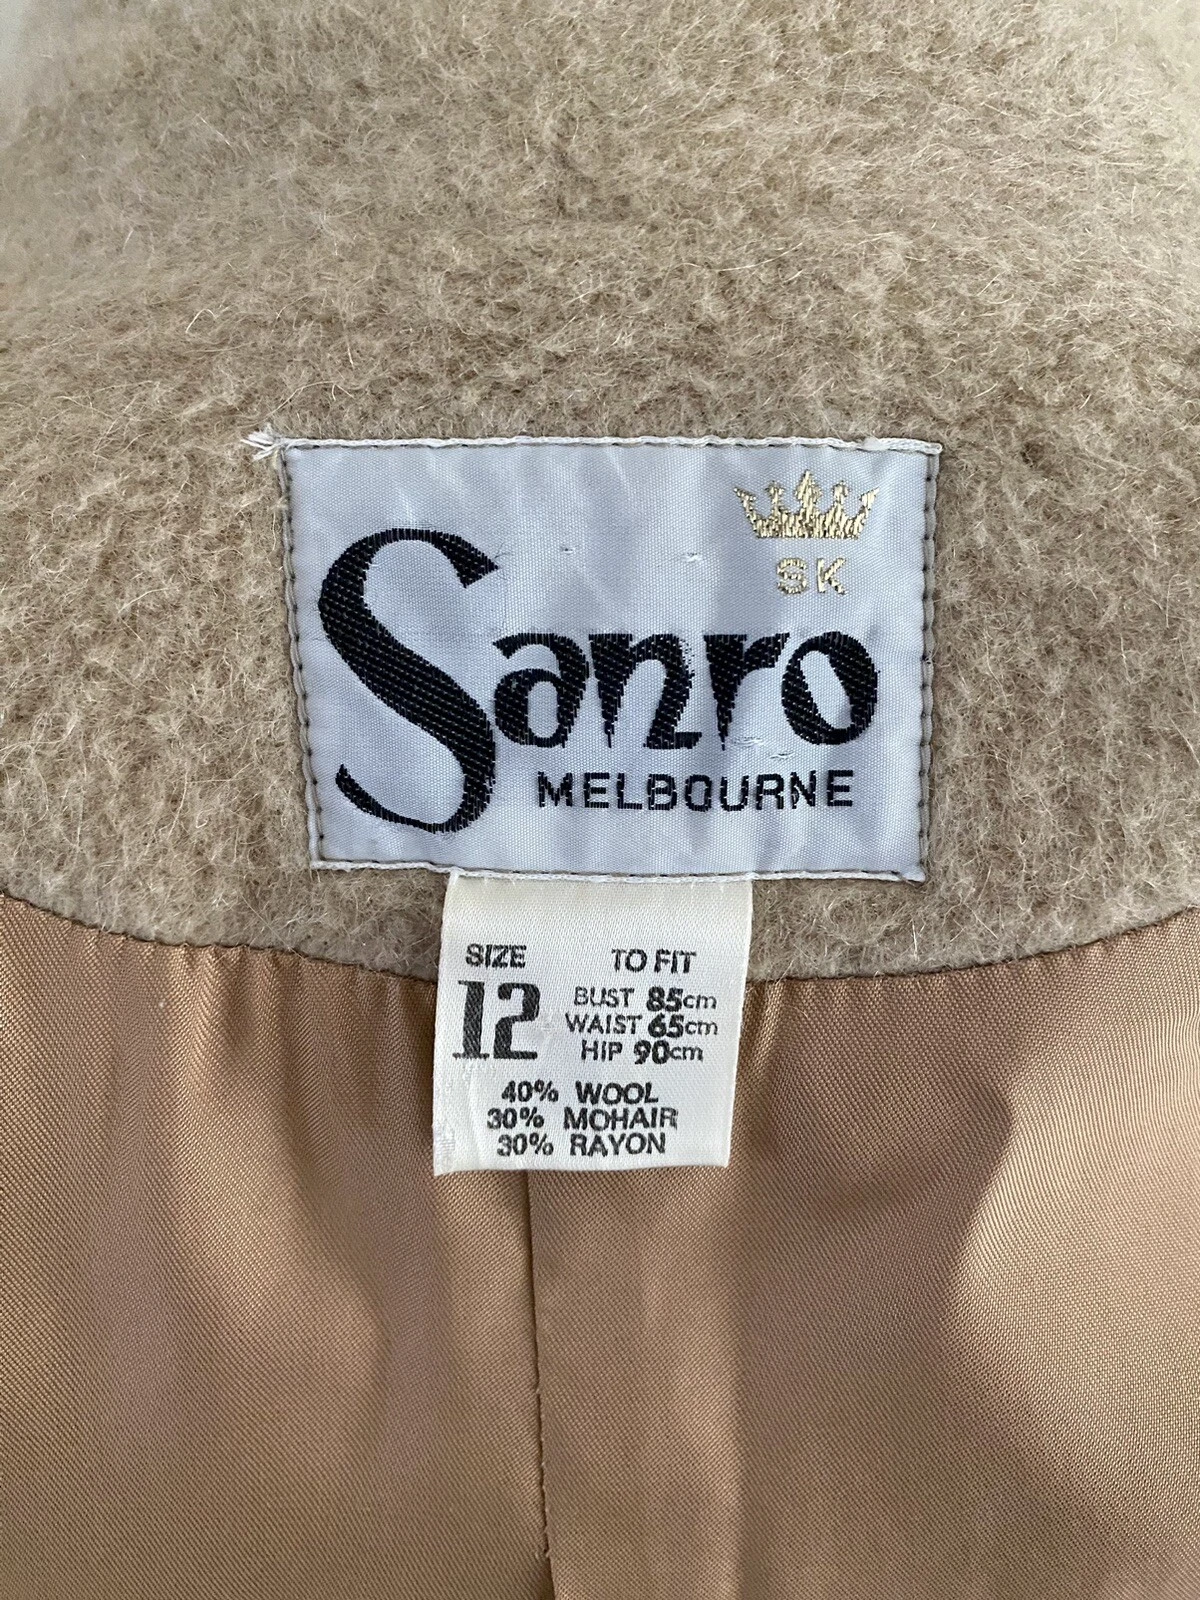 SK
Sanro
MELBOURNE
SIZE TO FIT
12 BUST 85cm
WAIST 65cm
HIP 90cm
40% WOOL
30% MOHAIR
30% RAYON